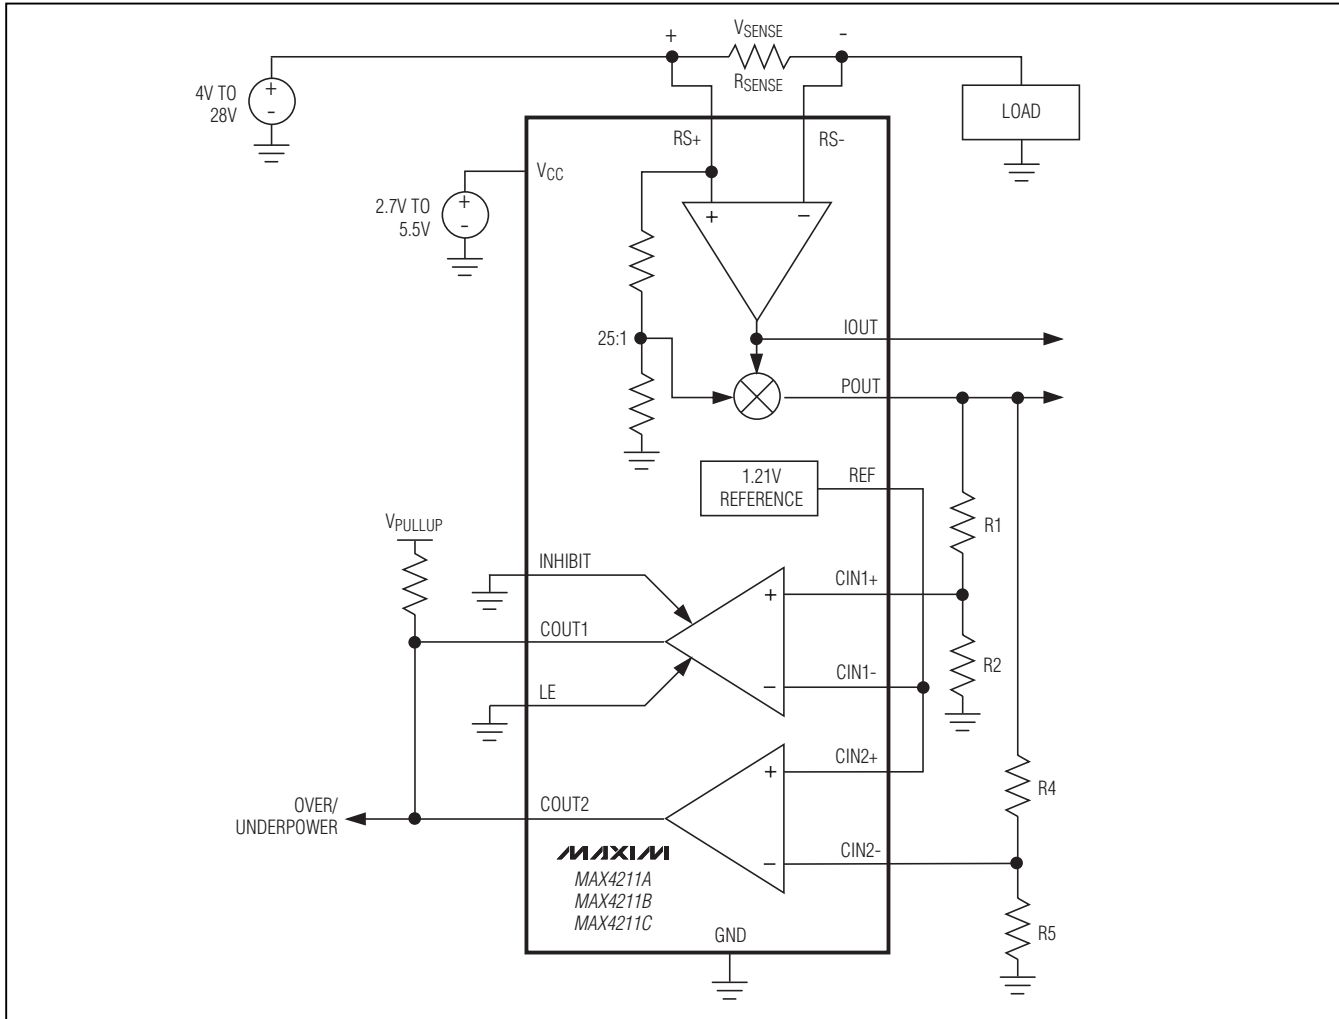 + VSENSE -
RSENSE
4V TO
28V
+
-
LOAD
RS+
RS-
VCC
2.7V TO
5.5V
+
-
+
−
25:1
IOUT
POUT
1.21V
REFERENCE
REF
R1
VPULLUP
INHIBIT
CIN1+
+
COUT1
R2
CIN1-
−
LE
CIN2+
+
R4
OVER/
UNDERPOWER
COUT2
CIN2-
−
MAXIM
MAX4211A
MAX4211B
MAX4211C
GND
R5